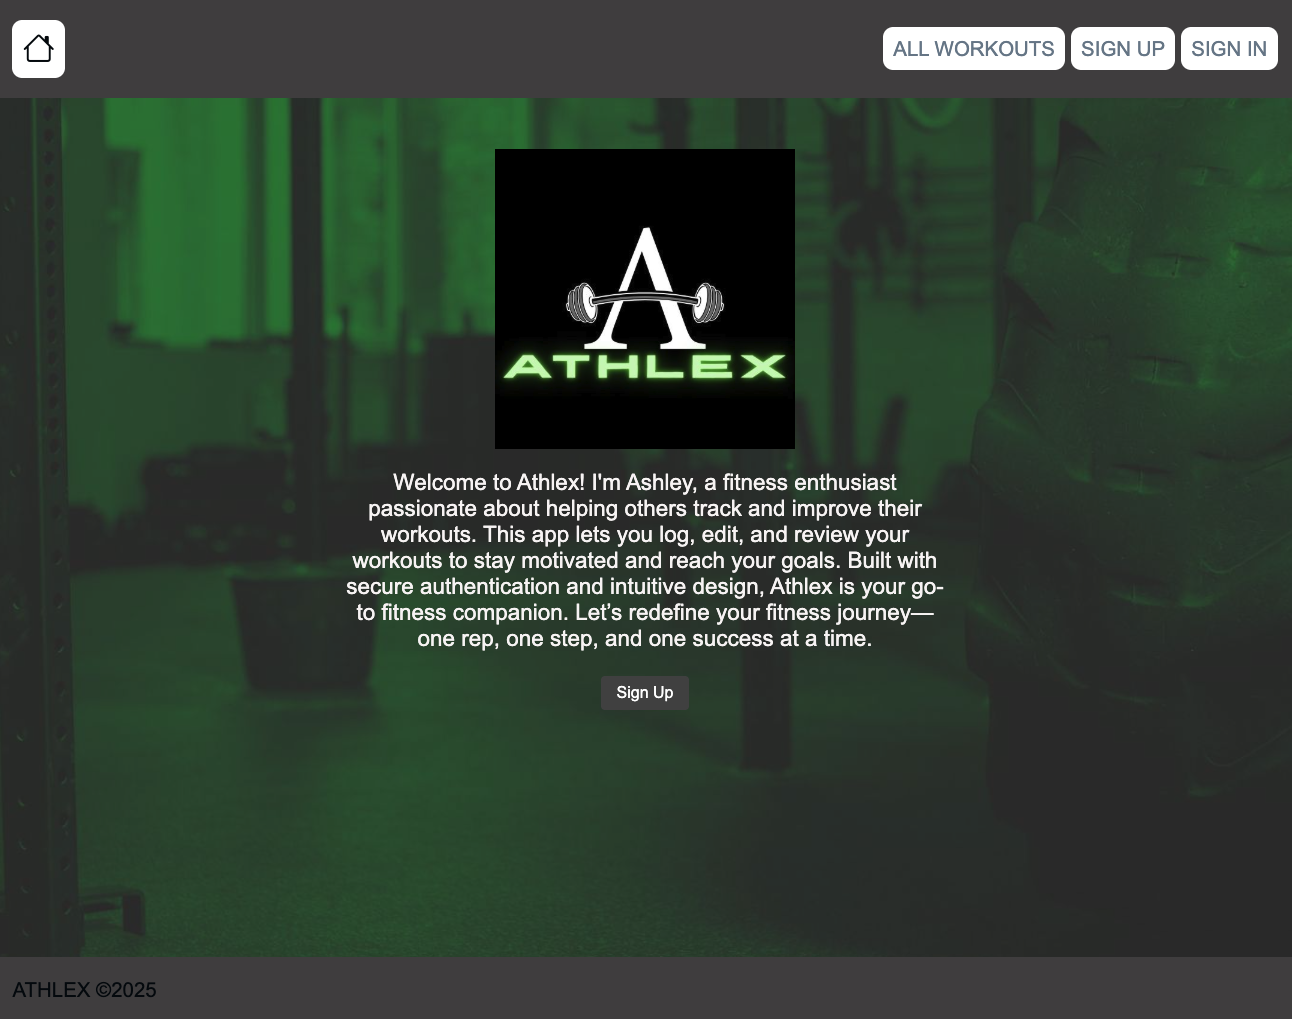 ALL WORKOUTS SIGN UP SIGN IN
A
ATHLEX
Welcome to Athlex! I'm Ashley, a fitness enthusiast
passionate about helping others track and improve their
workouts. This app lets you log, edit, and review your
workouts to stay motivated and reach your goals. Built with
secure authentication and intuitive design, Athlex is your go-
to fitness companion. Let’s redefine your fitness journey—
one rep, one step, and one success at a time.
Sign Up
ATHLEX ©2025